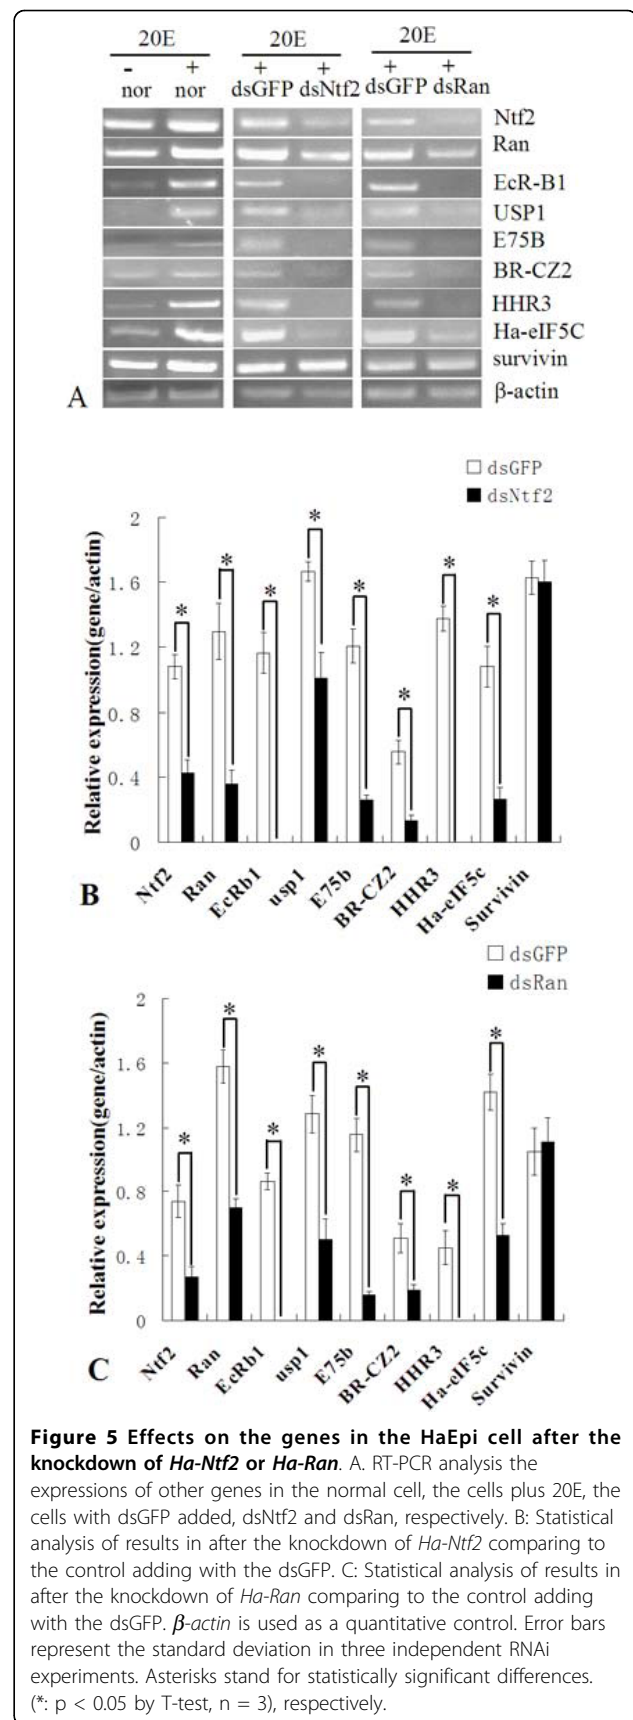 20E 20E 20E
- + + + + +
nor nor dsGFP dsNtf2 dsGFP dsRan
Ntf2
Ran
EcR-B1
USP1
E75B
BR-CZ2
HHR3
Ha-eIF5C
survivin
β-actin
A
dsGFP
dsNtf2
Relative expression(gene/actin)
2
1.6
1.2
0.8
0.4
0
* * * * * * * *
Ntf2 Ran EcRb1 usp1 E75b BR-CZ2 HHR3 Ha-eIF5c Survivin
B
dsGFP
dsRan
Relative expression(gene/actin)
2
1.6
1.2
0.8
0.4
0
* * * * * * * *
Ntf2 Ran EcRb1 usp1 E75b BR-CZ2 HHR3 Ha-eIF5c Survivin
C
Figure 5 Effects on the genes in the HaEpi cell after the
knockdown of Ha-Ntf2 or Ha-Ran. A. RT-PCR analysis the
expressions of other genes in the normal cell, the cells plus 20E, the
cells with dsGFP added, dsNtf2 and dsRan, respectively. B: Statistical
analysis of results in after the knockdown of Ha-Ntf2 comparing to
the control adding with the dsGFP. C: Statistical analysis of results in
after the knockdown of Ha-Ran comparing to the control adding
with the dsGFP. β-actin is used as a quantitative control. Error bars
represent the standard deviation in three independent RNAi
experiments. Asterisks stand for statistically significant differences.
(*: p < 0.05 by T-test, n = 3), respectively.